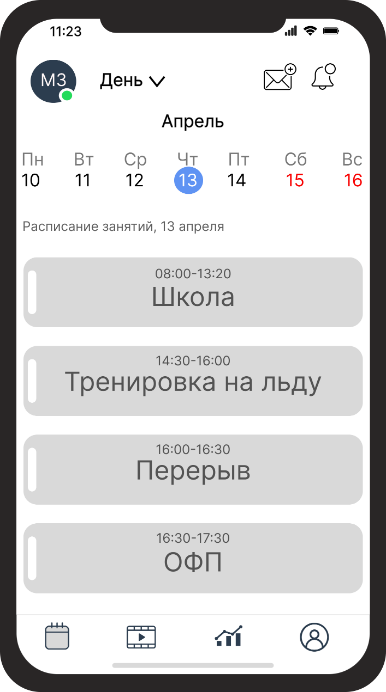 11:23
МЗ
День
Апрель
Пн Вт Ср Чт Пт Сб Вс
10 11 12 13 14 15 16
Расписание занятий, 13 апреля
08:00-13:20
Школа
14:30-16:00
Тренировка на льду
16:00-16:30
Перерыв
16:30-17:30
ОФП